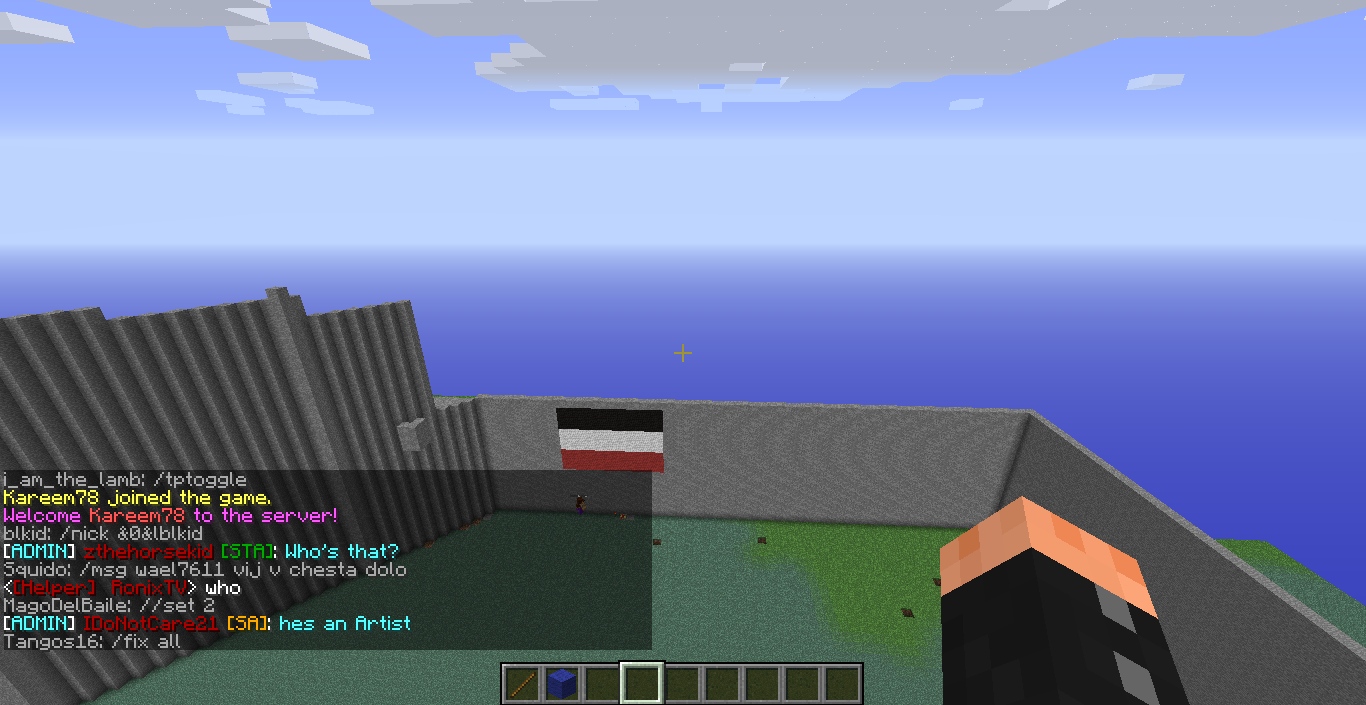 i_am_the_lamb: /tptoggle
Kareem78 joined the game.
Welcome Kareem78 to the server!
blkid: /nick &0&lblkid
[ADMIN] zthehorsekid [STA]: Who's that?
Squido: /msg wael7611 vij v chesta dolo
<[Helper] RonixTV> who
MagoDelBaile: //set 2
[ADMIN] IDoNotCare21 [SA]: hes an Artist
Tangos16: /fix all